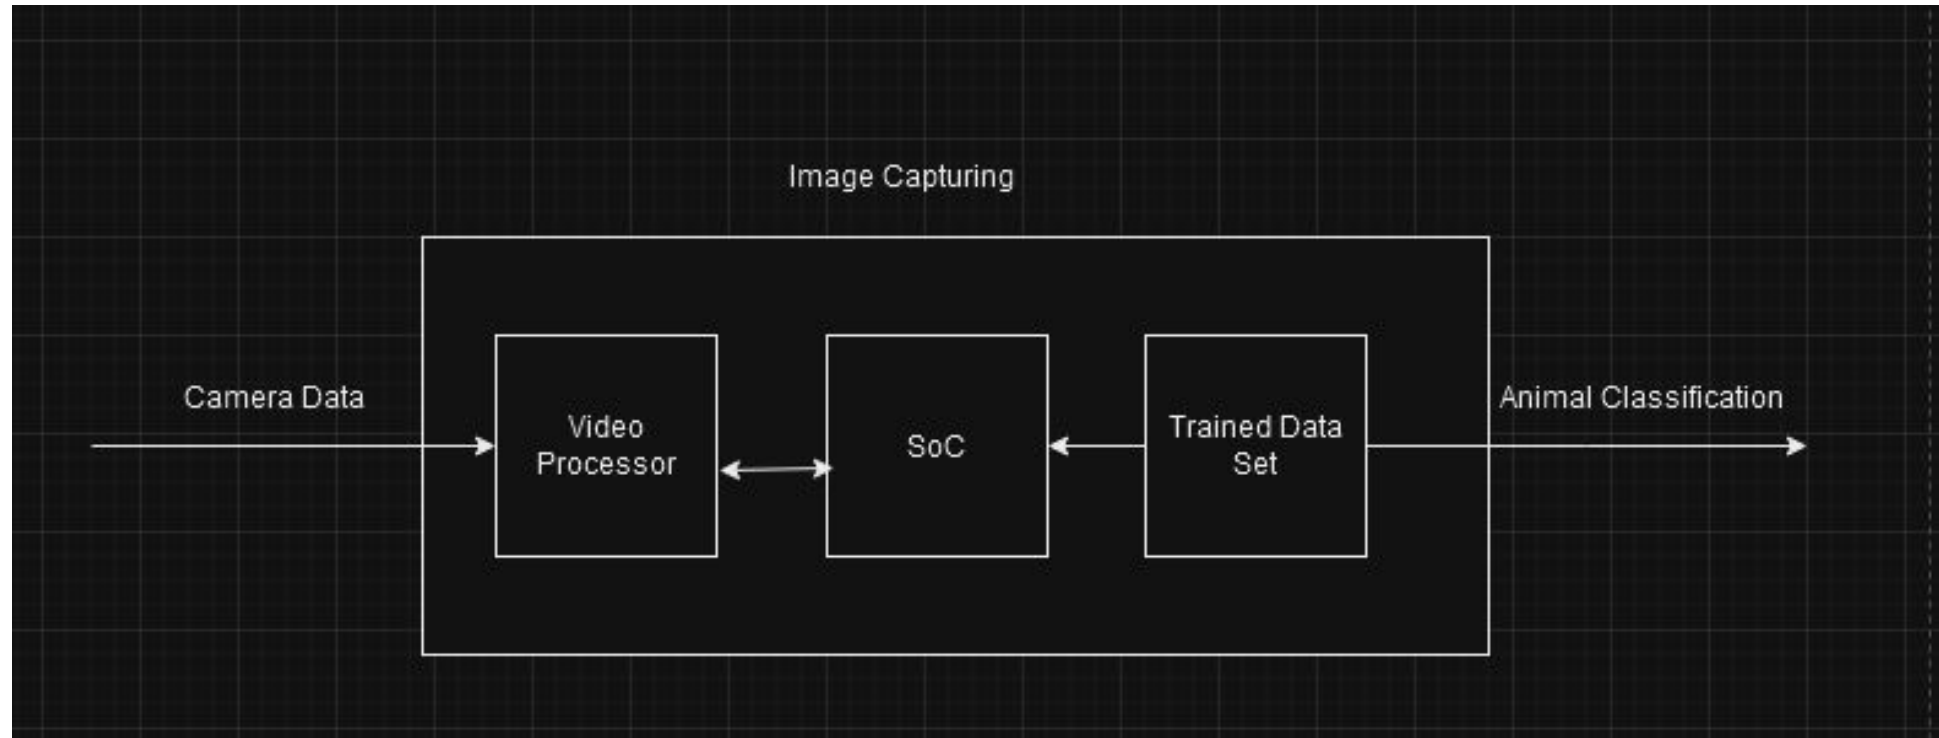 Image Capturing
Camera Data
Video
Processor
SoC
Trained Data
Set
Animal Classification